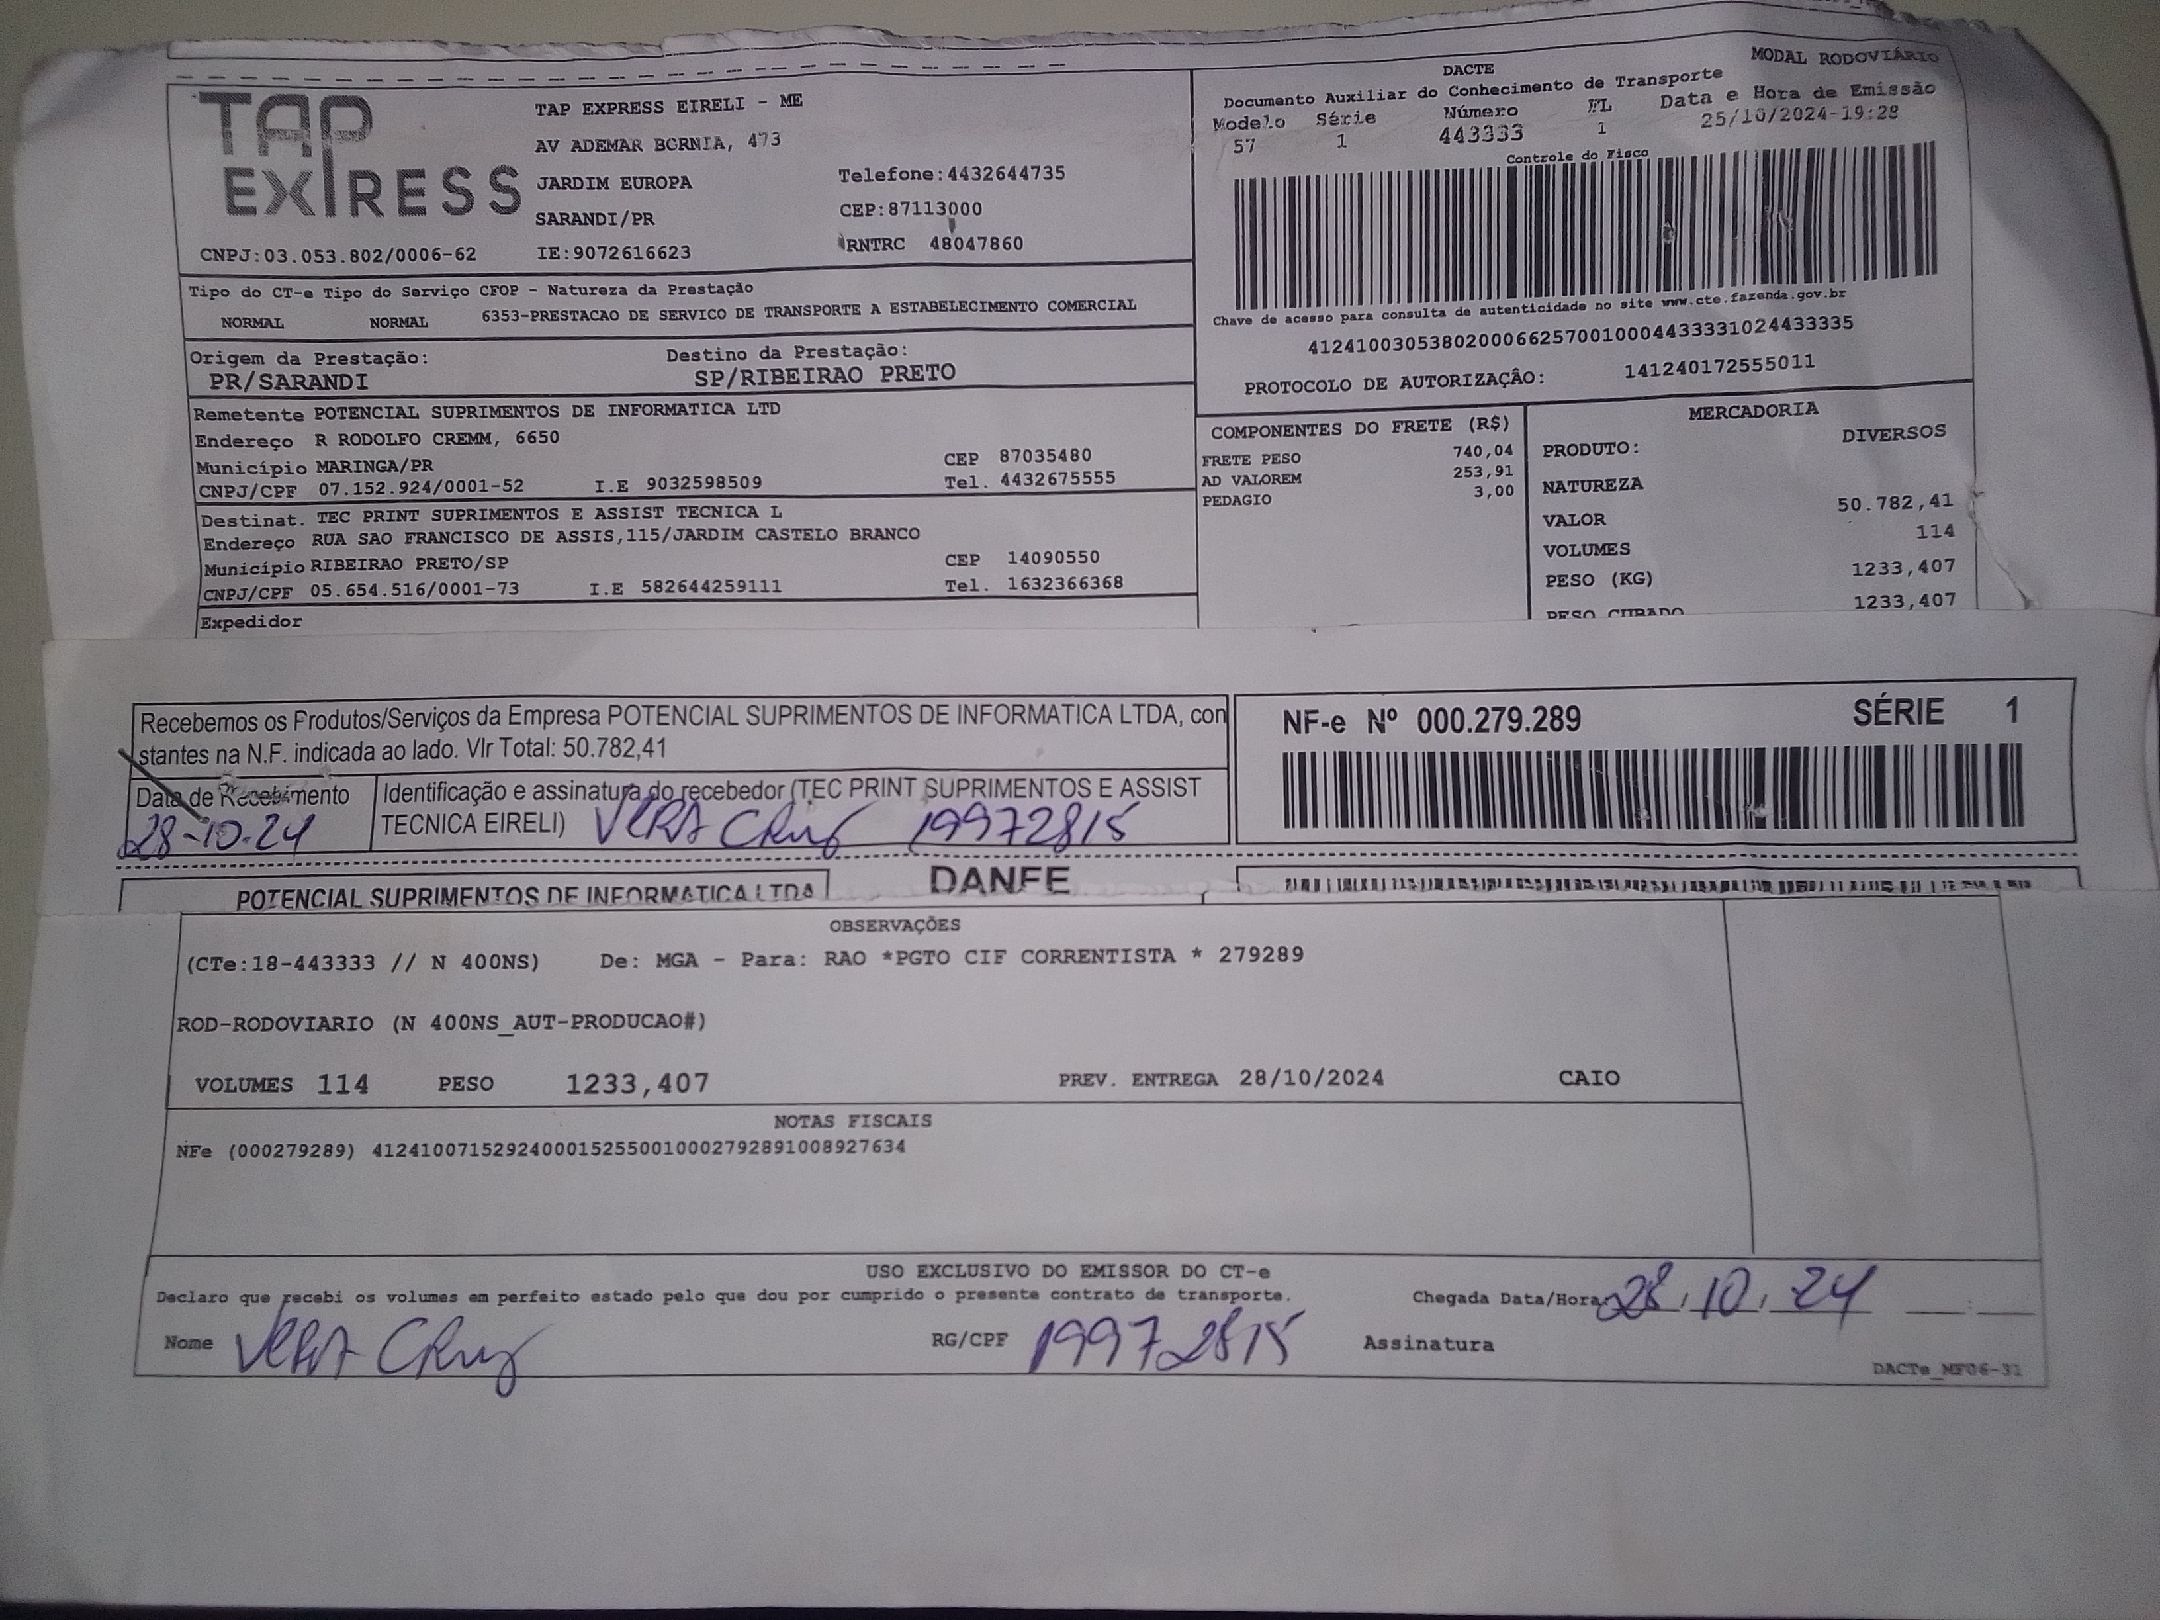 TAP
EXPRESS
TAP EXPRESS EIRELI - ME
AV ADEMAR BORNIA, 473
JARDIM EUROPA
Telefone:4432644735
SARANDI/PR
CEP:87113000
CNPJ:03.053.802/0006-62
IE:9072616623
RNTRC 48047860
MODAL RODOVIÁRIO
DACTE
Documento Auxiliar do Conhecimento de Transporte
Modelo Série Número FL Data e Hora de Emissão
57 1 443333 1 25/10/2024-19:28
Controle do Fisco
Chave de acesso para consulta de autenticidade no site www.cte.fazenda.gov.br
41241003053802000662570010004433331024433335
PROTOCOLO DE AUTORIZAÇÃO: 141240172555011
Tipo do CT-e Tipo do Serviço CFOP - Natureza da Prestação
NORMAL NORMAL 6353-PRESTACAO DE SERVICO DE TRANSPORTE A ESTABELECIMENTO COMERCIAL
Origem da Prestação: Destino da Prestação:
PR/SARANDI SP/RIBEIRAO PRETO
Remetente POTENCIAL SUPRIMENTOS DE INFORMATICA LTD
Endereço R RODOLFO CREMM, 6650
Município MARINGA/PR CEP 87035480
CNPJ/CPF 07.152.924/0001-52 I.E 9032598509 Tel. 4432675555
Destinat. TEC PRINT SUPRIMENTOS E ASSIST TECNICA L
Endereço RUA SAO FRANCISCO DE ASSIS,115/JARDIM CASTELO BRANCO
Município RIBEIRAO PRETO/SP CEP 14090550
CNPJ/CPF 05.654.516/0001-73 I.E 582644259111 Tel. 1632366368
Expedidor
COMPONENTES DO FRETE (R$)
FRETE PESO 740,04
AD VALOREM 253,91
PEDAGIO 3,00
MERCADORIA
PRODUTO: DIVERSOS
NATUREZA
VALOR 50.782,41
VOLUMES 114
PESO (KG) 1233,407
PESO CUBADO 1233,407
Recebemos os Produtos/Serviços da Empresa POTENCIAL SUPRIMENTOS DE INFORMATICA LTDA, con
stantes na N.F. indicada ao lado. Vlr Total: 50.782,41
Data de Recebimento
28-10-24
Identificação e assinatura do recebedor (TEC PRINT SUPRIMENTOS E ASSIST
TECNICA EIRELI) VERA CRUZ 19972815
NF-e Nº 000.279.289 SÉRIE 1
POTENCIAL SUPRIMENTOS DE INFORMATICA LTDA
DANFE
OBSERVAÇÕES
(CTe:18-443333 // N 400NS) De: MGA - Para: RAO *PGTO CIF CORRENTISTA * 279289
ROD-RODOVIARIO (N 400NS_AUT-PRODUCAO#)
VOLUMES 114 PESO 1233,407 PREV. ENTREGA 28/10/2024 CAIO
NOTAS FISCAIS
NFe (000279289) 41241007152924000152550010002792891008927634
USO EXCLUSIVO DO EMISSOR DO CT-e
Declaro que recebi os volumes em perfeito estado pelo que dou por cumprido o presente contrato de transporte.
Chegada Data/Hora 28/10/24
Nome VERA CRUZ RG/CPF 19972815 Assinatura
DACTe_MF06-31